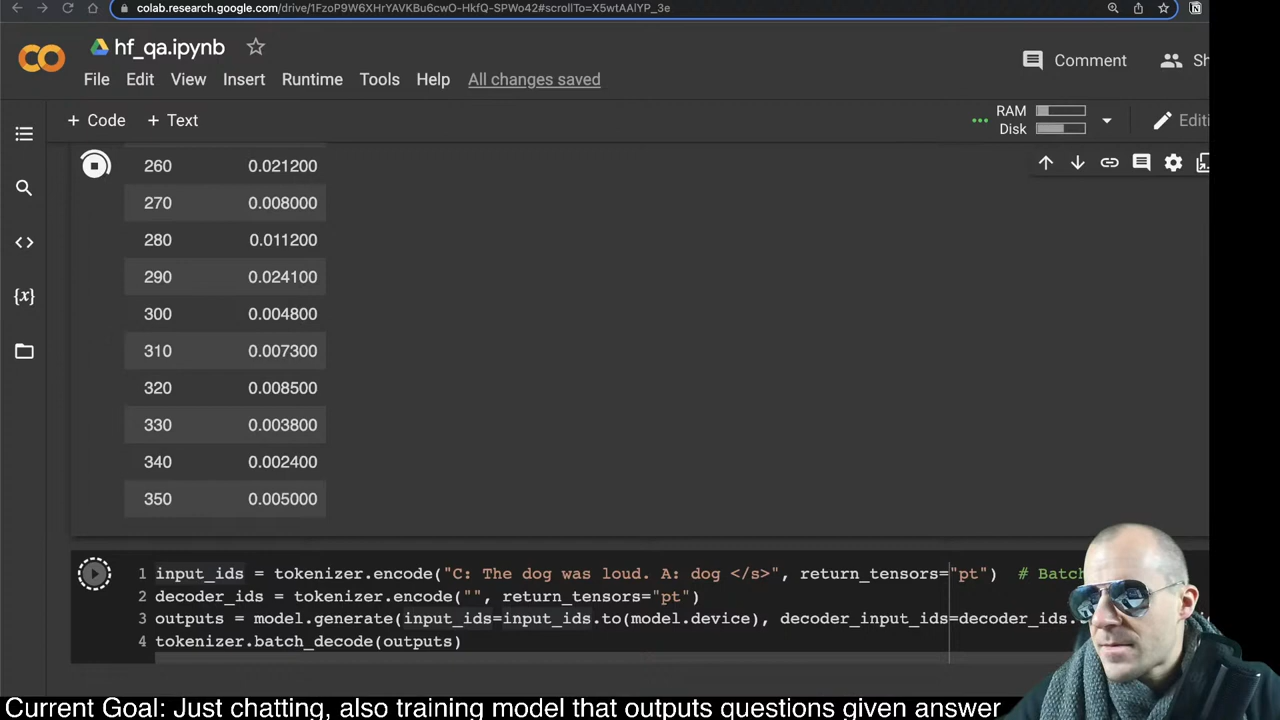 colab.research.google.com/drive/1FzoP9W6XHrYAVKBu6cwO-HkfQ-SPWo42#scrollTo=X5wtAAlYP_3e
hf_qa.ipynb
Comment
Sh
File Edit View Insert Runtime Tools Help All changes saved
+ Code + Text
RAM
Disk
Editi
260 0.021200
270 0.008000
280 0.011200
290 0.024100
300 0.004800
310 0.007300
320 0.008500
330 0.003800
340 0.002400
350 0.005000
1 input_ids = tokenizer.encode("C: The dog was loud. A: dog </s>", return_tensors="pt") # Batc
2 decoder_ids = tokenizer.encode("", return_tensors="pt")
3 outputs = model.generate(input_ids=input_ids.to(model.device), decoder_input_ids=decoder_ids.
4 tokenizer.batch_decode(outputs)
Current Goal: Just chatting, also training model that outputs questions given answer